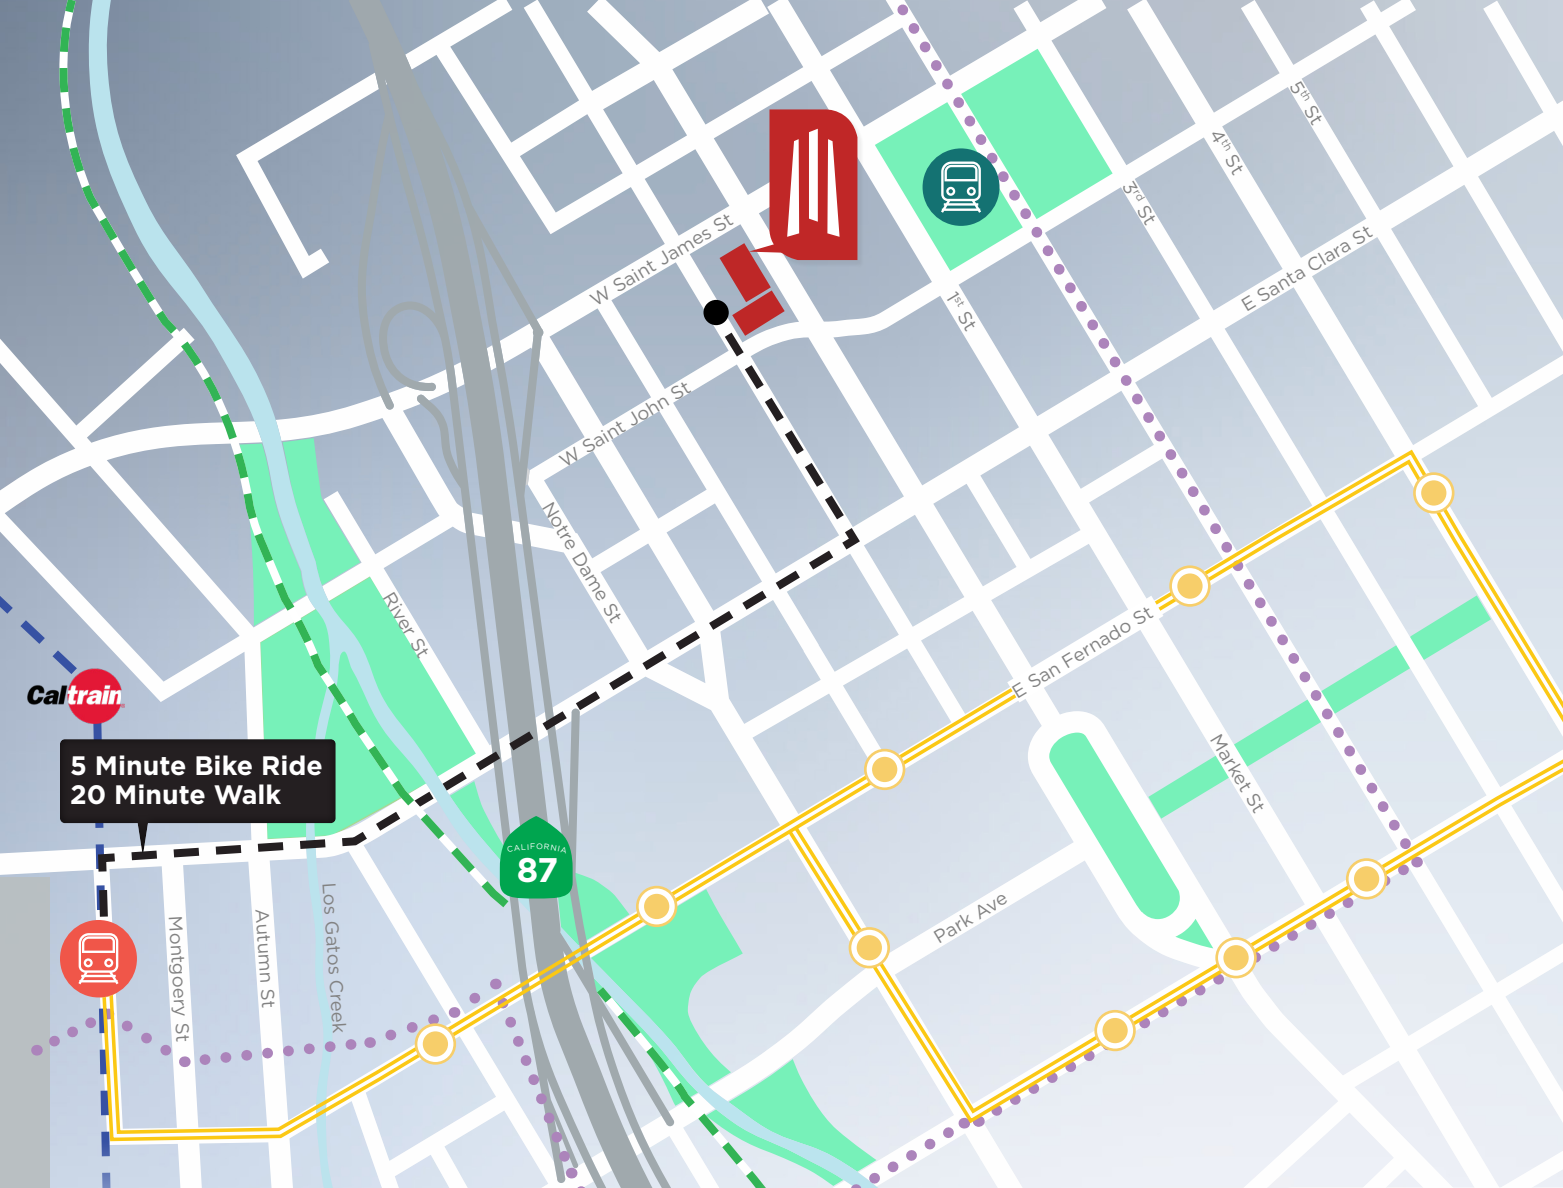 5th St
4th St
3rd St
W Saint James St
E Santa Clara St
1st St
W Saint John St
Notre Dame St
River St
E San Fernado St
Caltrain
5 Minute Bike Ride
20 Minute Walk
Market St
CALIFORNIA
87
Park Ave
Los Gatos Creek
Autumn St
Montgoery St